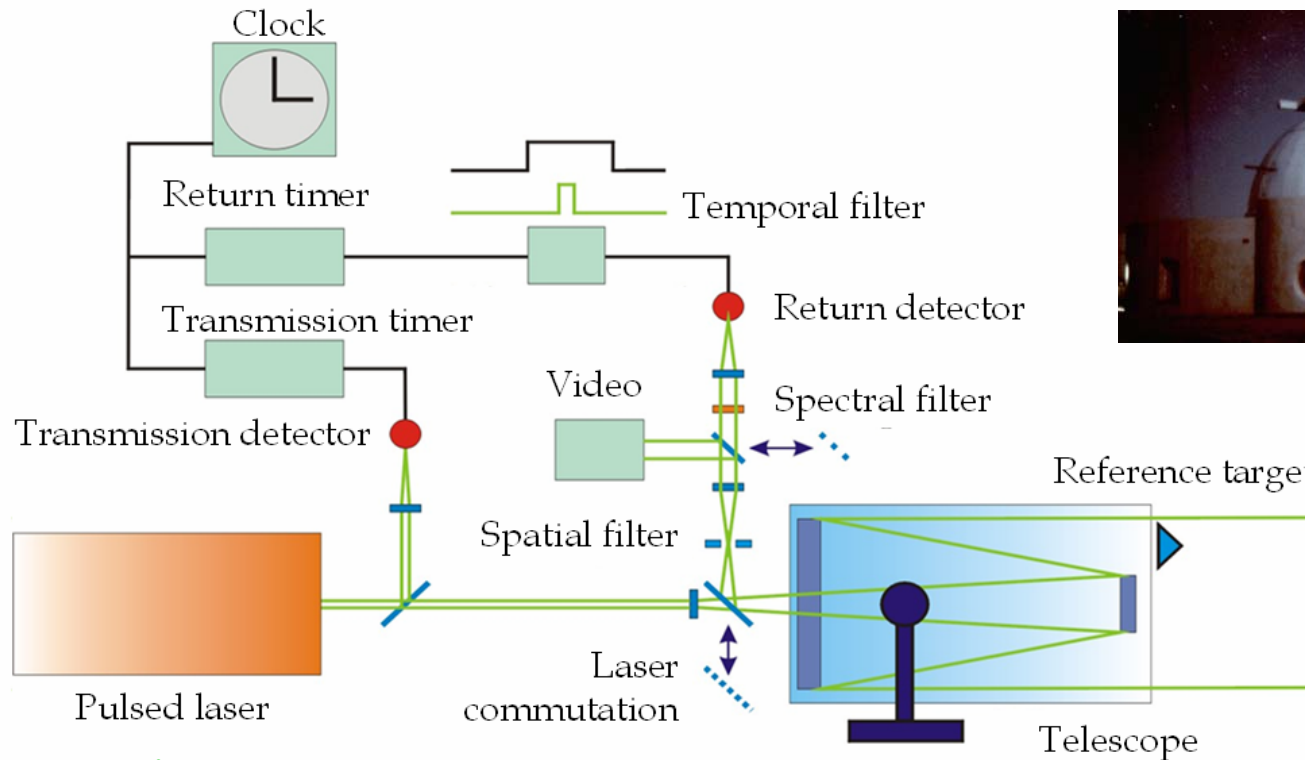 Clock
Return timer
Temporal filter
Transmission timer
Return detector
Video
Spectral filter
Transmission detector
Reference target
Spatial filter
Laser
commutation
Pulsed laser
Telescope